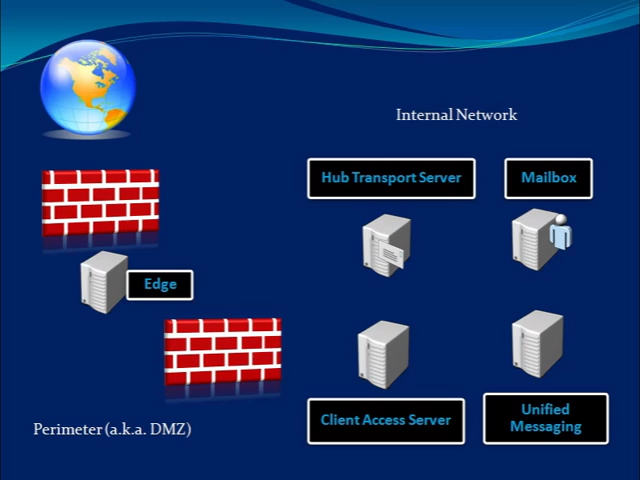 Internal Network
Hub Transport Server
Mailbox
Edge
Client Access Server
Unified
Messaging
Perimeter (a.k.a. DMZ)